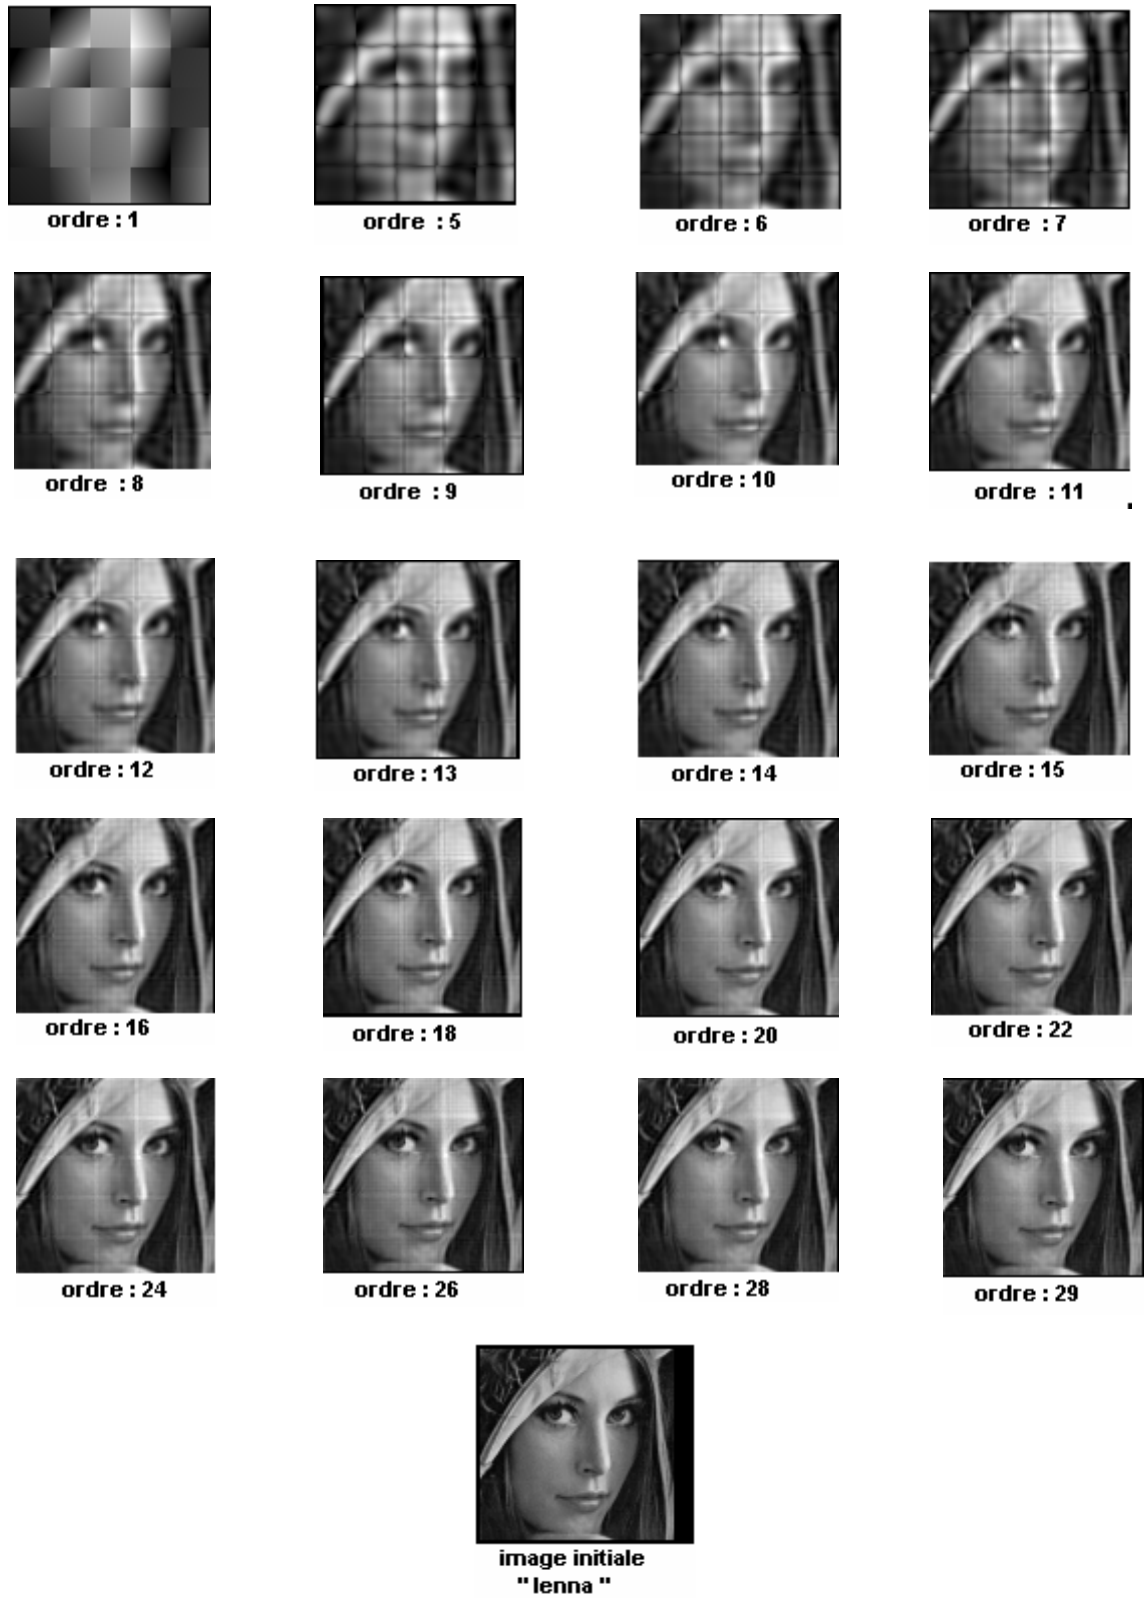 ordre : 1
ordre : 5
ordre : 6
ordre : 7
ordre : 8
ordre : 9
ordre : 10
ordre : 11
ordre : 12
ordre : 13
ordre : 14
ordre : 15
ordre : 16
ordre : 18
ordre : 20
ordre : 22
ordre : 24
ordre : 26
ordre : 28
ordre : 29
image initiale
" lenna "